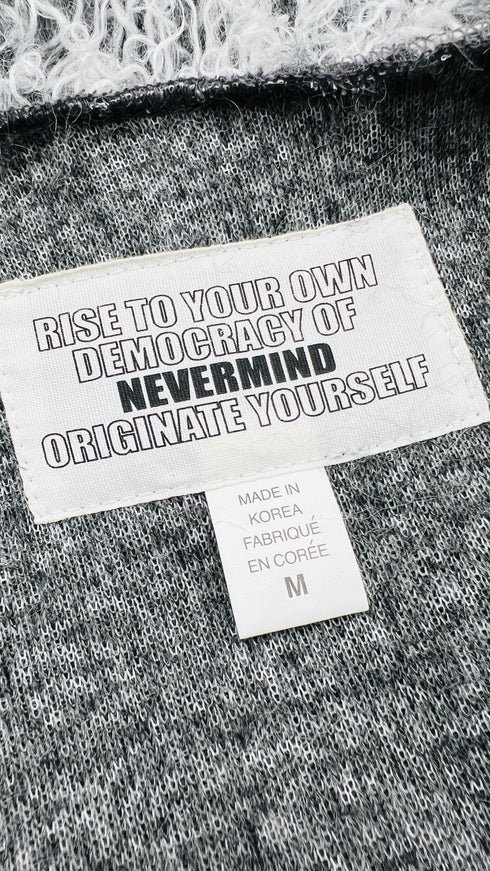 RISE TO YOUR OWN
DEMOCRACY OF
NEVERMIND
ORIGINATE YOURSELF
MADE IN
KOREA
FABRIQUÉ
EN CORÉE
M